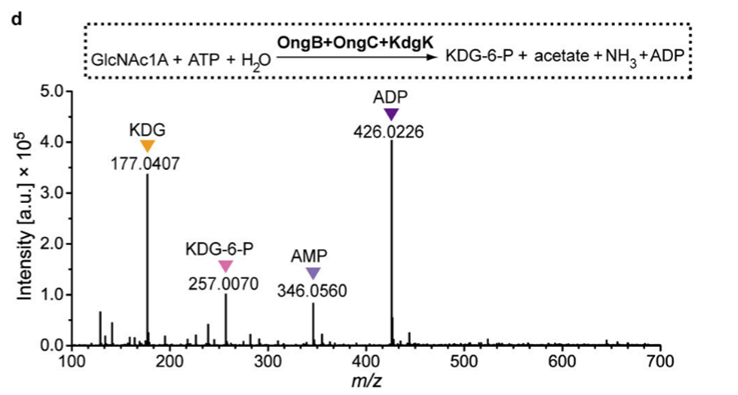 d
OngB+OngC+KdgK
GlcNAc1A + ATP + H2O KDG-6-P + acetate + NH3 + ADP
5.0
ADP
426.0226
KDG
4.0
177.0407
3.0
KDG-6-P
AMP
2.0
257.0070
346.0560
1.0
0.0
100 200 300 400 500 600 700
m/z
Intensity [a.u.] × 10^5